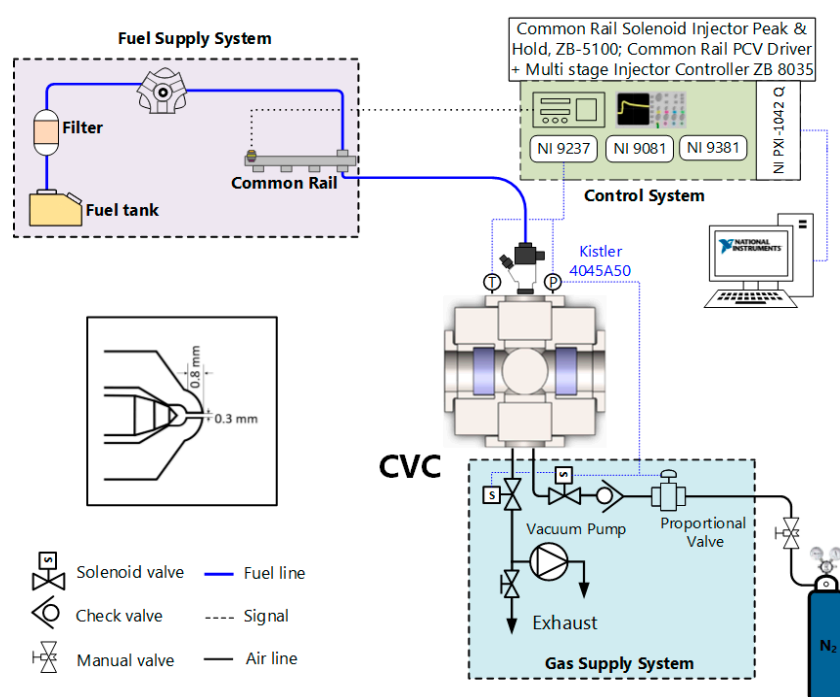 Fuel Supply System
Filter
Fuel tank
Common Rail
Common Rail Solenoid Injector Peak &
Hold, ZB-5100; Common Rail PCV Driver
+ Multi stage Injector Controller ZB 8035
NI 9237
NI 9081
NI 9381
NI PXI-1042 Q
Control System
NATIONAL
INSTRUMENTS
Kistler
4045A50
T
P
0.8 mm
0.3 mm
CVC
S
S
Vacuum Pump
Proportional
Valve
Exhaust
Gas Supply System
N2
S
Solenoid valve
Fuel line
Check valve
Signal
Manual valve
Air line